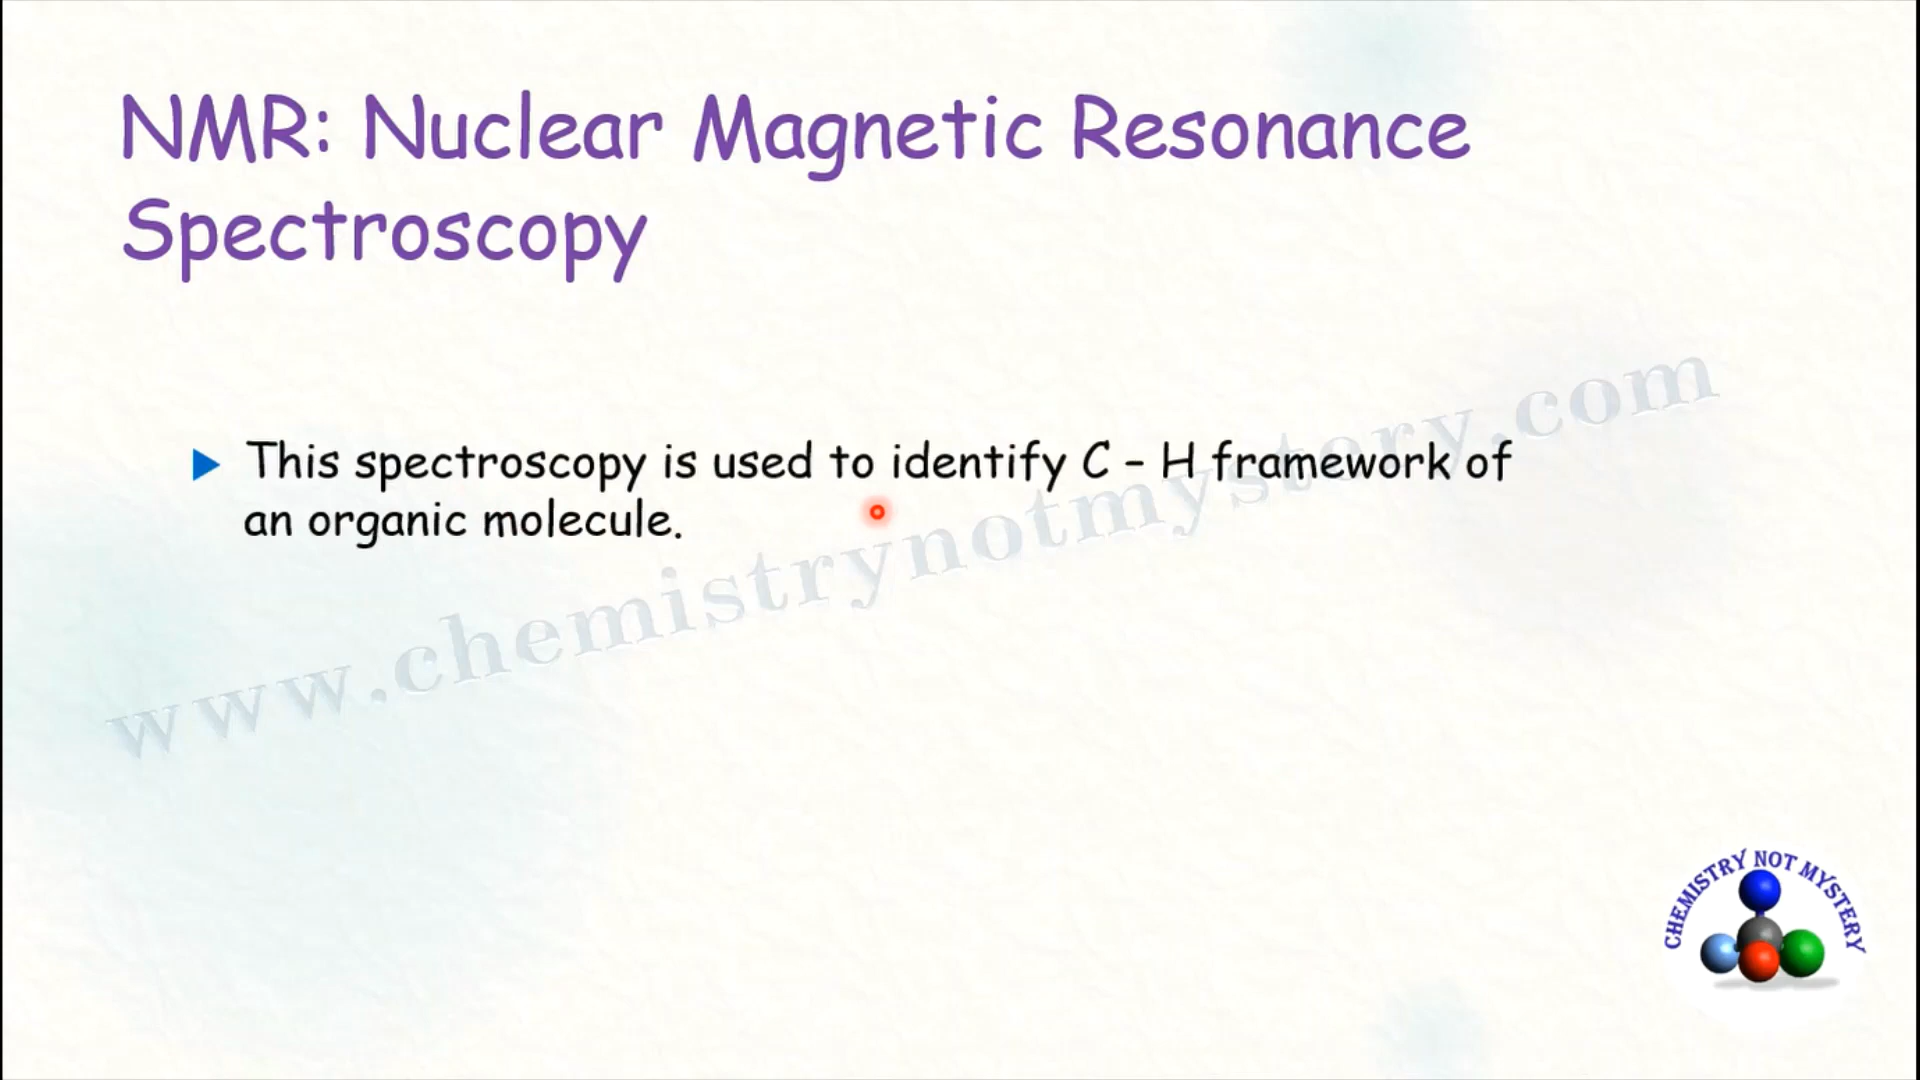 NMR: Nuclear Magnetic Resonance
Spectroscopy
This spectroscopy is used to identify C – H framework of
an organic molecule.
www.chemistrynotmystery.com
CHEMISTRY NOT MYSTERY